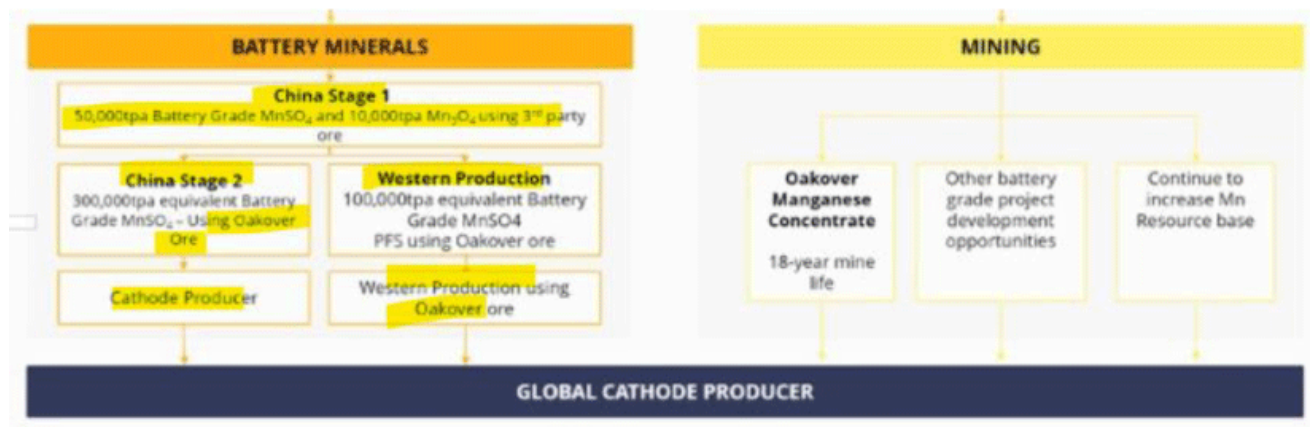 BATTERY MINERALS
China Stage 1
50,000tpa Battery Grade MnSO₄ and 10,000tpa Mn₃O₄ using 3ʳᵈ party
ore
China Stage 2
300,000tpa equivalent Battery
Grade MnSO₄ – Using Oakover
Ore
Western Production
100,000tpa equivalent Battery
Grade MnSO4
PFS using Oakover ore
Cathode Producer
Western Production using
Oakover ore
MINING
Oakover
Manganese
Concentrate
18-year mine
life
Other battery
grade project
development
opportunities
Continue to
increase Mn
Resource base
GLOBAL CATHODE PRODUCER